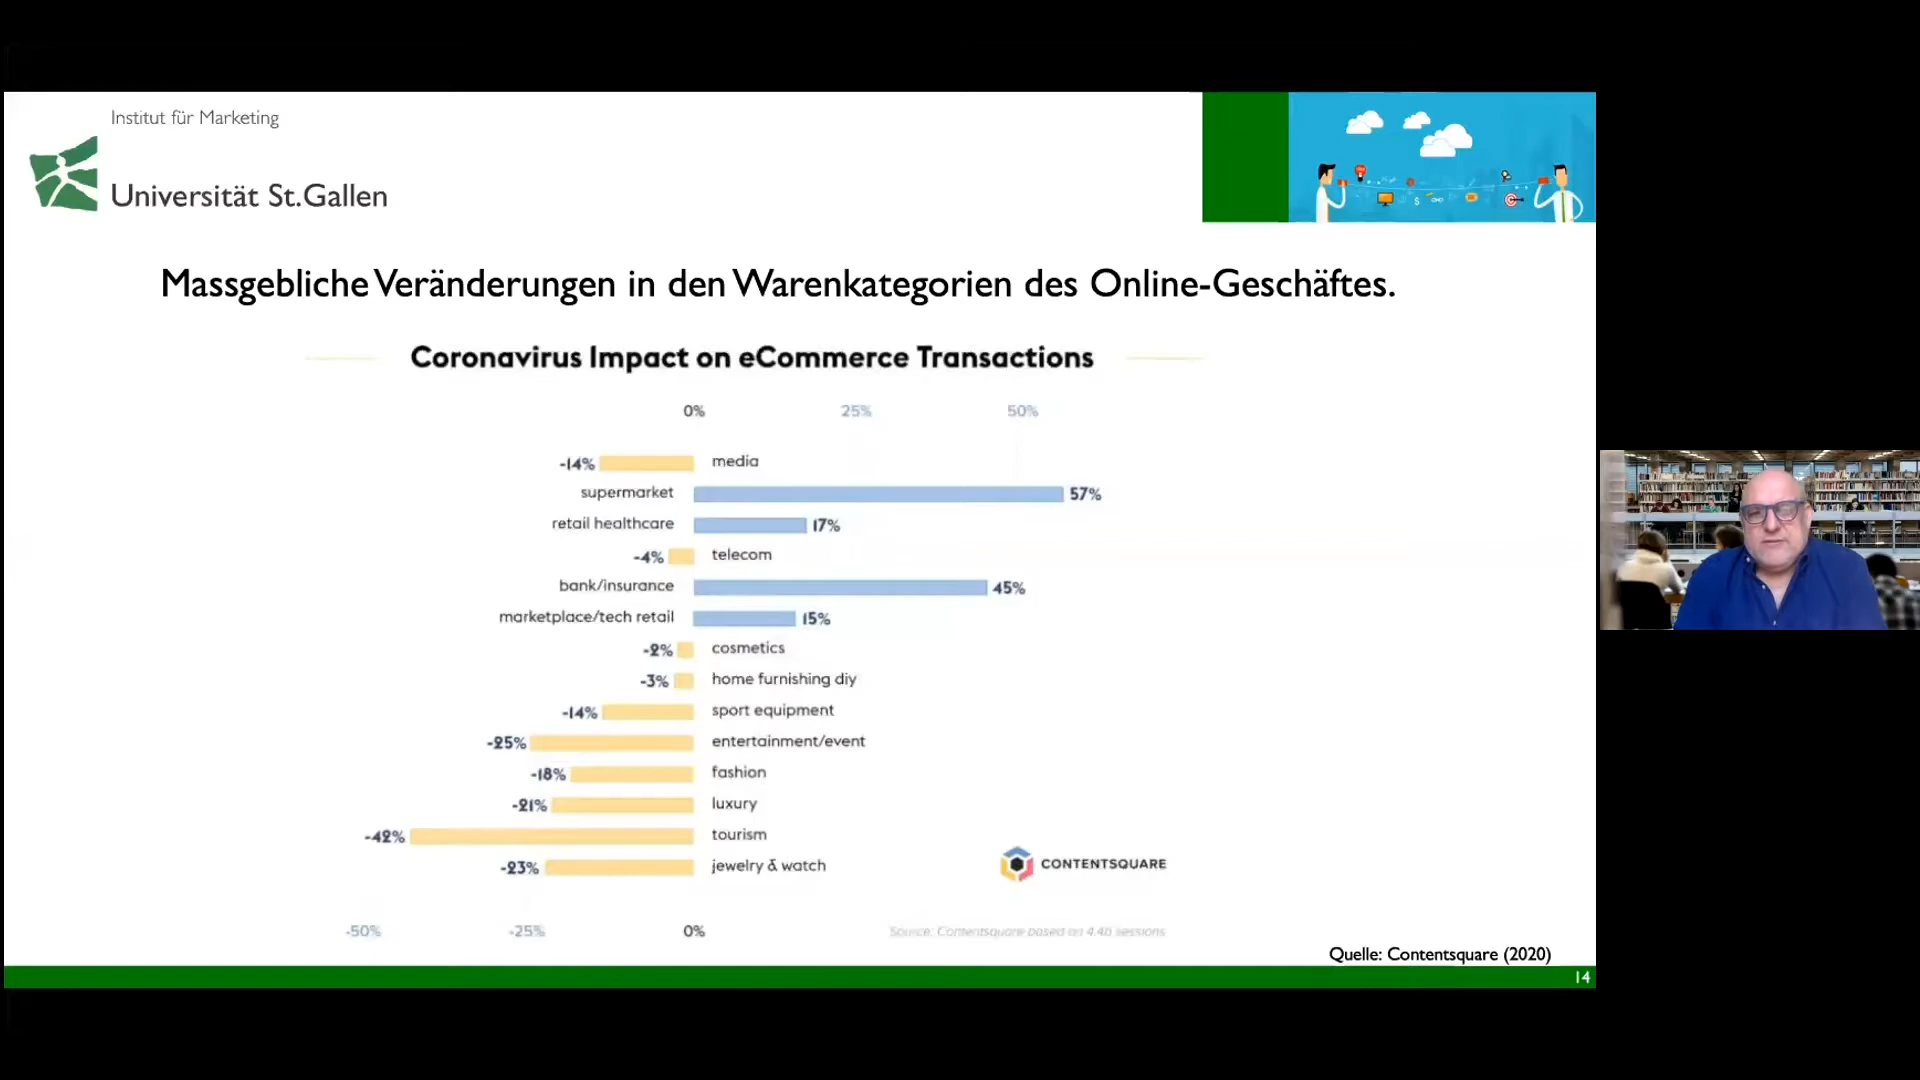 Institut für Marketing
Universität St.Gallen
Massgebliche Veränderungen in den Warenkategorien des Online-Geschäftes.
Coronavirus Impact on eCommerce Transactions
0% 25% 50%
-14% media
supermarket 57%
retail healthcare 17%
-4% telecom
bank/insurance 45%
marketplace/tech retail 15%
-2% cosmetics
-3% home furnishing diy
-14% sport equipment
-25% entertainment/event
-18% fashion
-21% luxury
-42% tourism
-23% jewelry & watch
CONTENTSQUARE
-50% -25% 0%
Source: Contentsquare based on 4.4B sessions
Quelle: Contentsquare (2020)
14